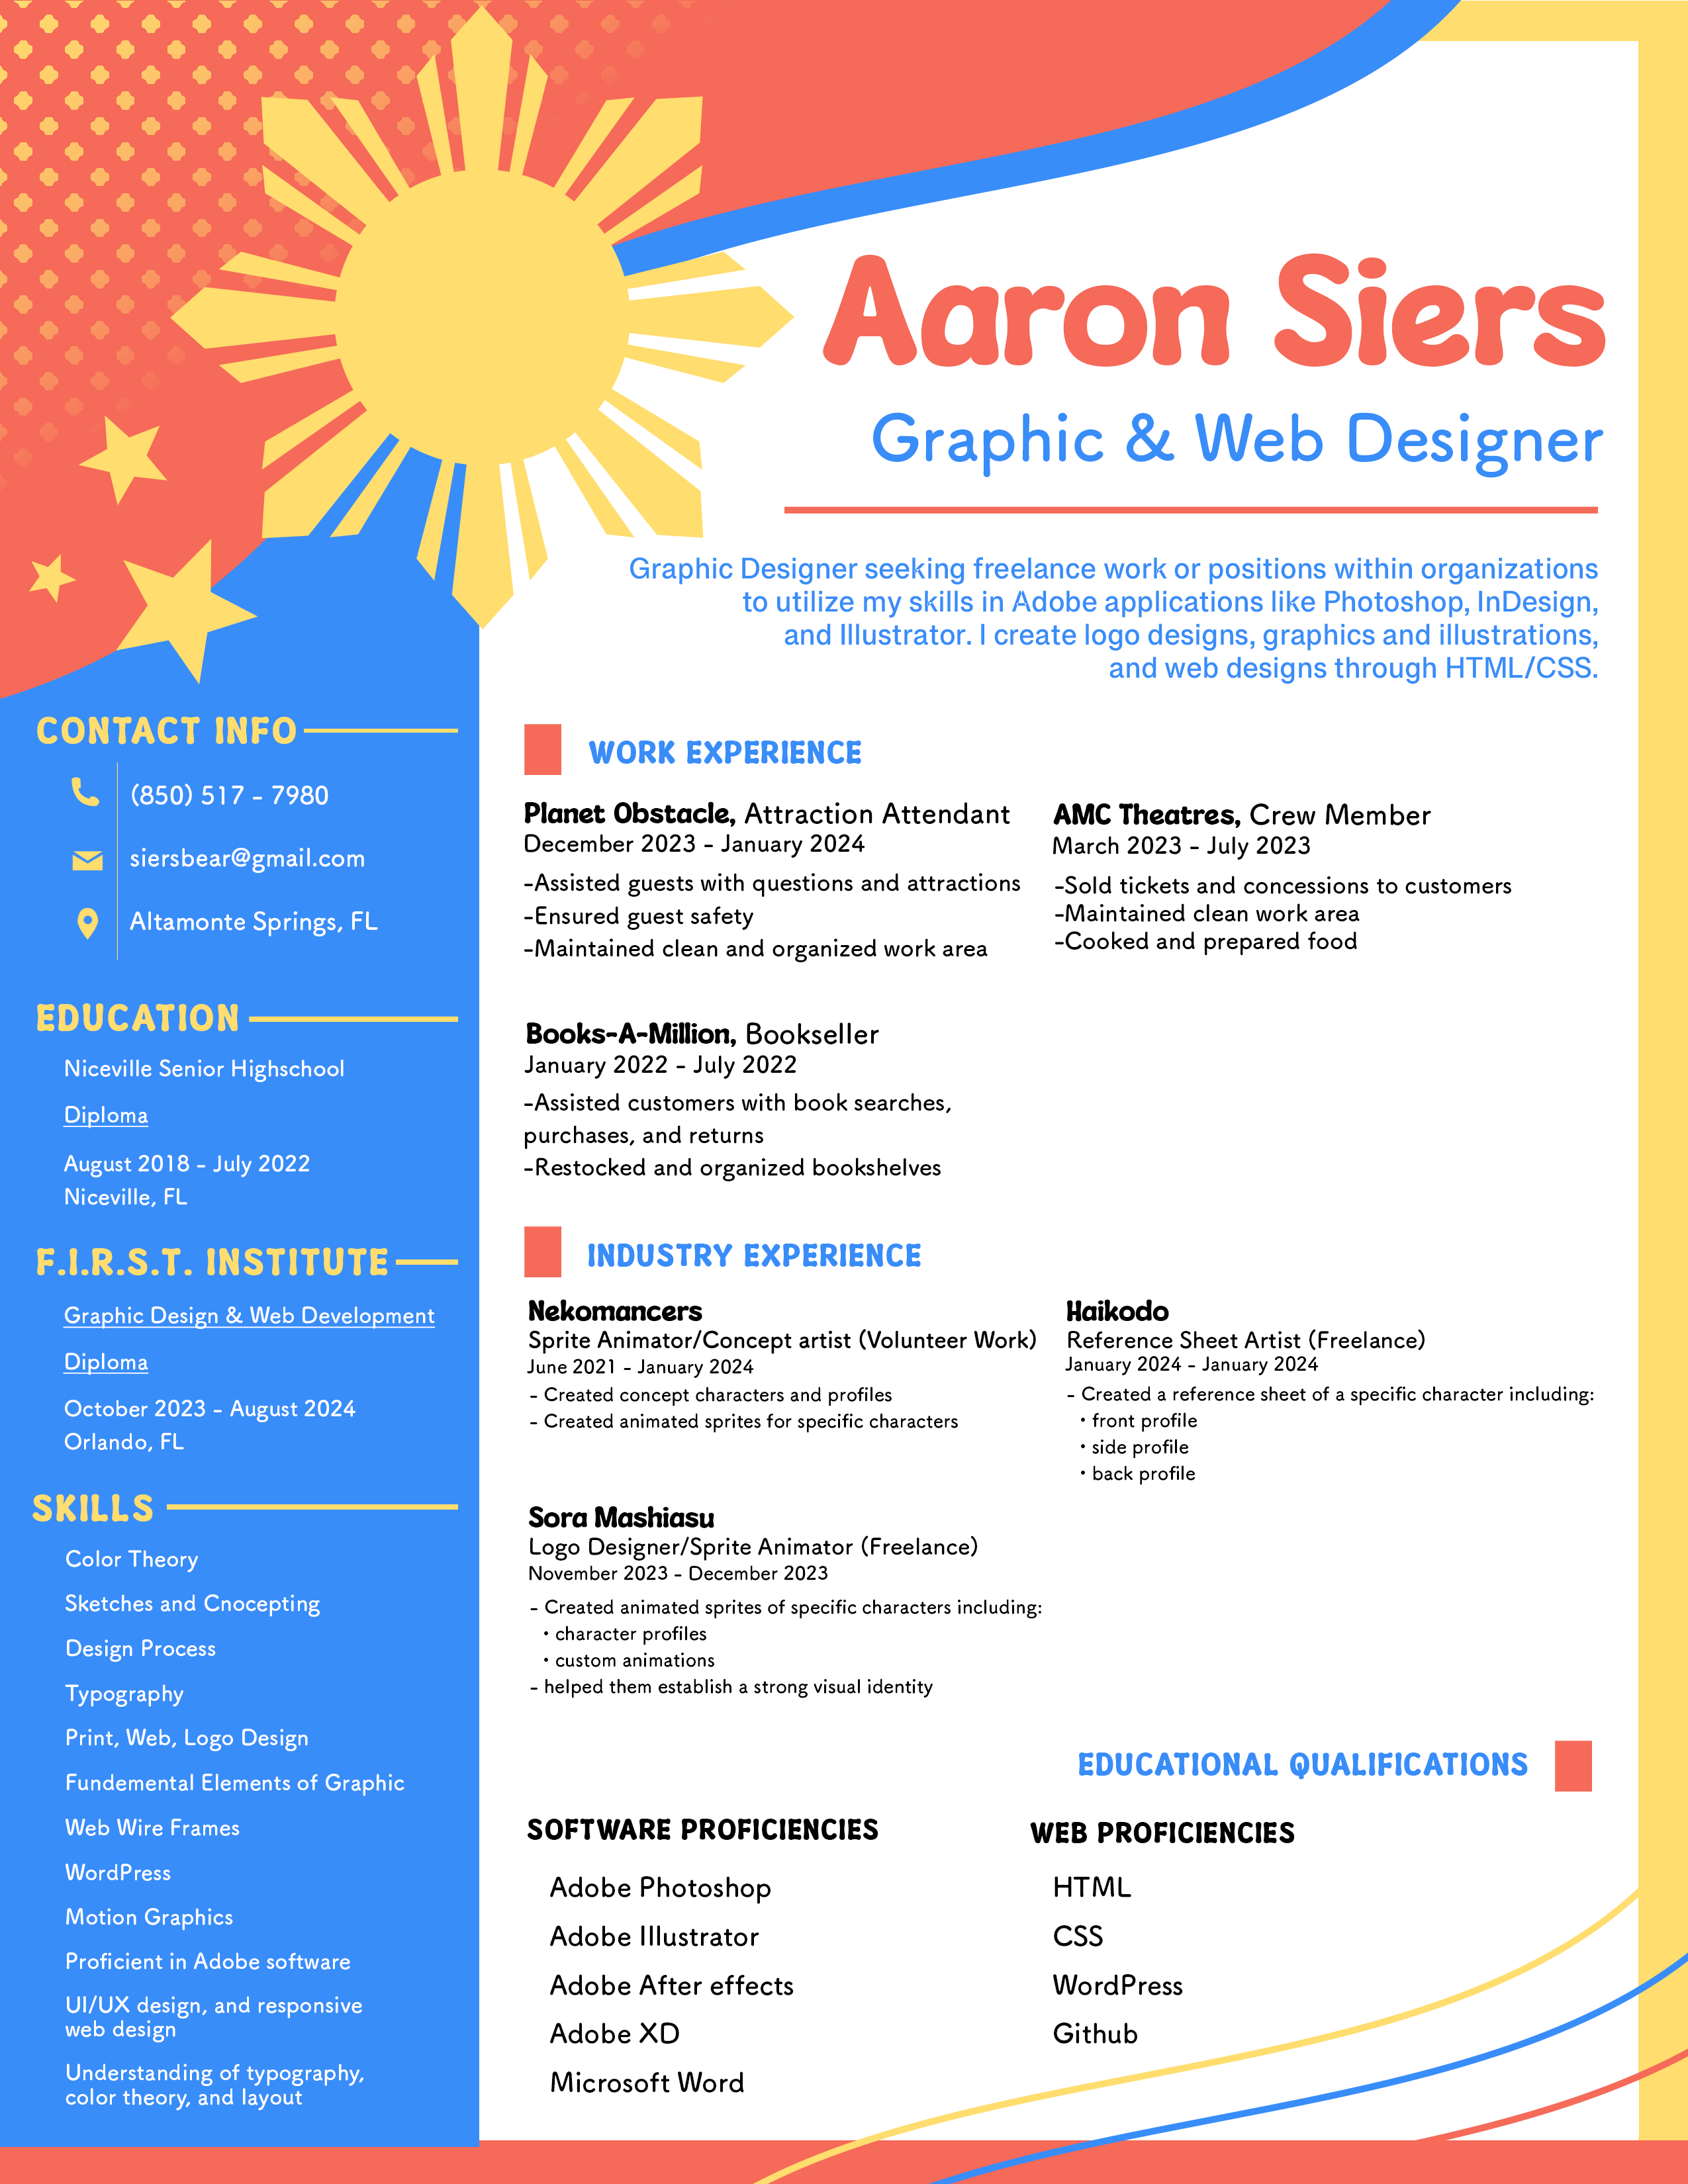 Aaron Siers
Graphic & Web Designer
Graphic Designer seeking freelance work or positions within organizations
to utilize my skills in Adobe applications like Photoshop, InDesign,
and Illustrator. I create logo designs, graphics and illustrations,
and web designs through HTML/CSS.
CONTACT INFO
(850) 517 - 7980
siersbear@gmail.com
Altamonte Springs, FL
EDUCATION
Niceville Senior Highschool
Diploma
August 2018 - July 2022
Niceville, FL
F.I.R.S.T. INSTITUTE
Graphic Design & Web Development
Diploma
October 2023 - August 2024
Orlando, FL
SKILLS
Color Theory
Sketches and Cnocepting
Design Process
Typography
Print, Web, Logo Design
Fundemental Elements of Graphic
Web Wire Frames
WordPress
Motion Graphics
Proficient in Adobe software
UI/UX design, and responsive
web design
Understanding of typography,
color theory, and layout
WORK EXPERIENCE
Planet Obstacle, Attraction Attendant
December 2023 - January 2024
-Assisted guests with questions and attractions
-Ensured guest safety
-Maintained clean and organized work area
AMC Theatres, Crew Member
March 2023 - July 2023
-Sold tickets and concessions to customers
-Maintained clean work area
-Cooked and prepared food
Books-A-Million, Bookseller
January 2022 - July 2022
-Assisted customers with book searches,
purchases, and returns
-Restocked and organized bookshelves
INDUSTRY EXPERIENCE
Nekomancers
Sprite Animator/Concept artist (Volunteer Work)
June 2021 - January 2024
- Created concept characters and profiles
- Created animated sprites for specific characters
Haikodo
Reference Sheet Artist (Freelance)
January 2024 - January 2024
- Created a reference sheet of a specific character including:
• front profile
• side profile
• back profile
Sora Mashiasu
Logo Designer/Sprite Animator (Freelance)
November 2023 - December 2023
- Created animated sprites of specific characters including:
• character profiles
• custom animations
- helped them establish a strong visual identity
EDUCATIONAL QUALIFICATIONS
SOFTWARE PROFICIENCIES
Adobe Photoshop
Adobe Illustrator
Adobe After effects
Adobe XD
Microsoft Word
WEB PROFICIENCIES
HTML
CSS
WordPress
Github